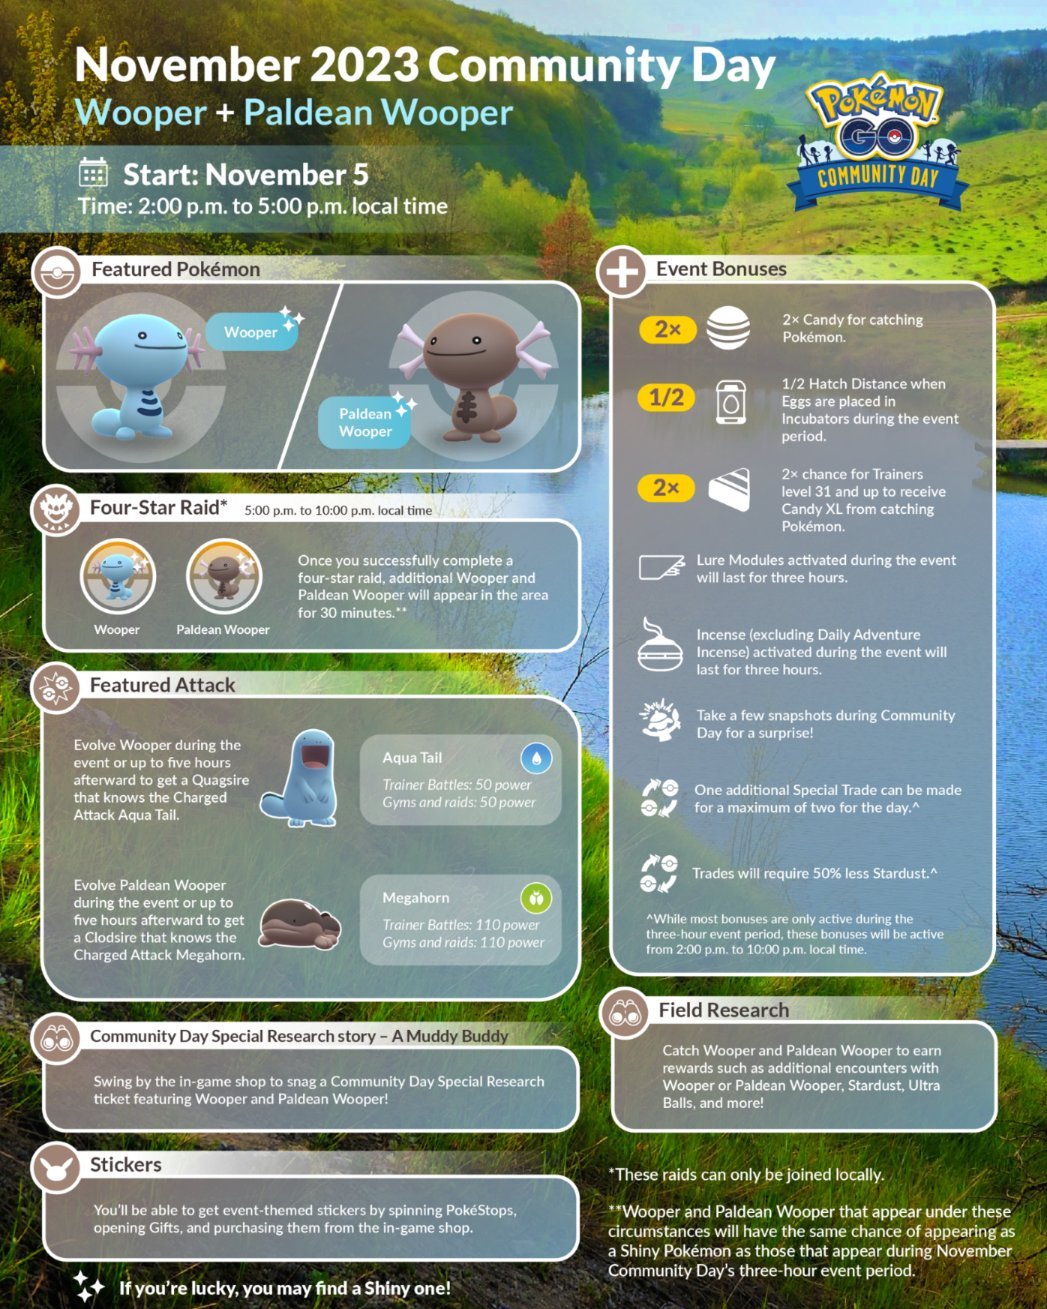 November 2023 Community Day
Wooper + Paldean Wooper
POKÉMON
GO
COMMUNITY DAY
Start: November 5
Time: 2:00 p.m. to 5:00 p.m. local time
Featured Pokémon
Wooper
Paldean
Wooper
Four-Star Raid* 5:00 p.m. to 10:00 p.m. local time
Wooper
Paldean Wooper
Once you successfully complete a
four-star raid, additional Wooper and
Paldean Wooper will appear in the area
for 30 minutes.**
Featured Attack
Evolve Wooper during the
event or up to five hours
afterward to get a Quagsire
that knows the Charged
Attack Aqua Tail.
Aqua Tail
Trainer Battles: 50 power
Gyms and raids: 50 power
Evolve Paldean Wooper
during the event or up to
five hours afterward to get
a Clodsire that knows the
Charged Attack Megahorn.
Megahorn
Trainer Battles: 110 power
Gyms and raids: 110 power
Community Day Special Research story – A Muddy Buddy
Swing by the in-game shop to snag a Community Day Special Research
ticket featuring Wooper and Paldean Wooper!
Stickers
You'll be able to get event-themed stickers by spinning PokéStops,
opening Gifts, and purchasing them from the in-game shop.
If you're lucky, you may find a Shiny one!
Event Bonuses
2×
2× Candy for catching
Pokémon.
1/2
1/2 Hatch Distance when
Eggs are placed in
Incubators during the event
period.
2×
2× chance for Trainers
level 31 and up to receive
Candy XL from catching
Pokémon.
Lure Modules activated during the event
will last for three hours.
Incense (excluding Daily Adventure
Incense) activated during the event will
last for three hours.
Take a few snapshots during Community
Day for a surprise!
One additional Special Trade can be made
for a maximum of two for the day.^
Trades will require 50% less Stardust.^
^While most bonuses are only active during the
three-hour event period, these bonuses will be active
from 2:00 p.m. to 10:00 p.m. local time.
Field Research
Catch Wooper and Paldean Wooper to earn
rewards such as additional encounters with
Wooper or Paldean Wooper, Stardust, Ultra
Balls, and more!
*These raids can only be joined locally.
**Wooper and Paldean Wooper that appear under these
circumstances will have the same chance of appearing as
a Shiny Pokémon as those that appear during November
Community Day's three-hour event period.